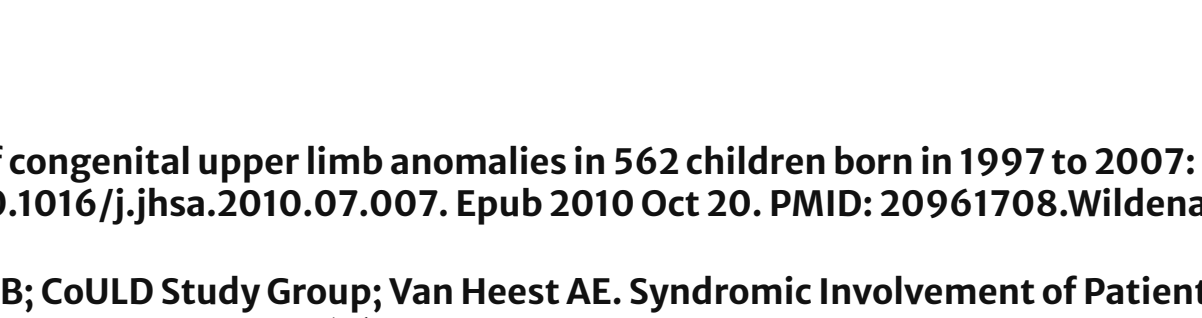 congenital upper limb anomalies in 562 children born in 1997 to 2007:
.1016/j.jhsa.2010.07.007. Epub 2010 Oct 20. PMID: 20961708.Wildena
B; CoULD Study Group; Van Heest AE. Syndromic Involvement of Patient